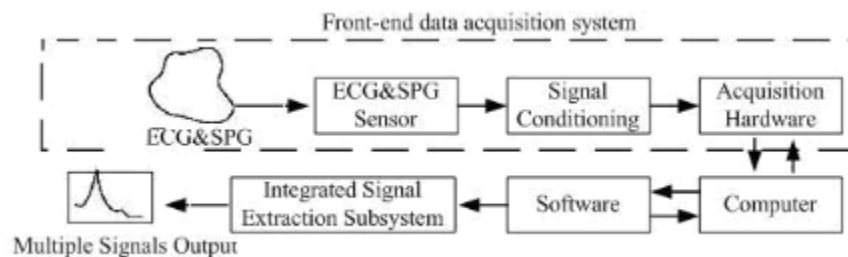 Front-end data acquisition system
ECG&SPG
ECG&SPG
Sensor
Signal
Conditioning
Acquisition
Hardware
Integrated Signal
Extraction Subsystem
Software
Computer
Multiple Signals Output